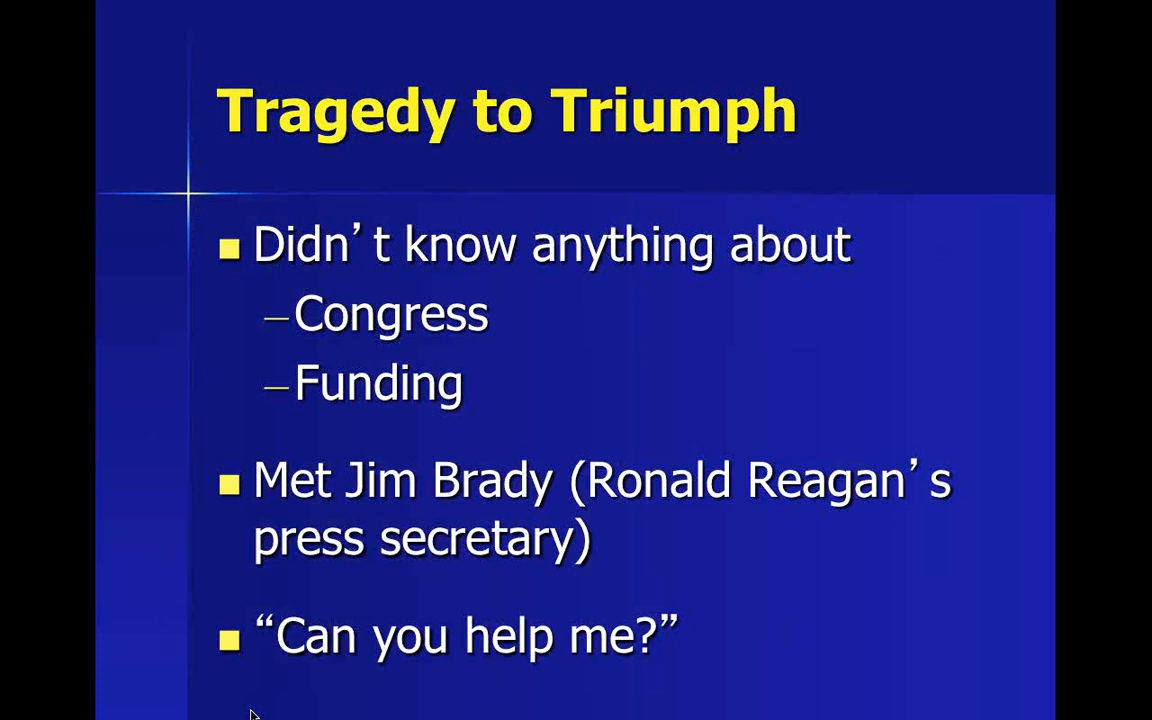 Tragedy to Triumph
Didn’t know anything about
–Congress
–Funding
Met Jim Brady (Ronald Reagan’s
press secretary)
“Can you help me?”